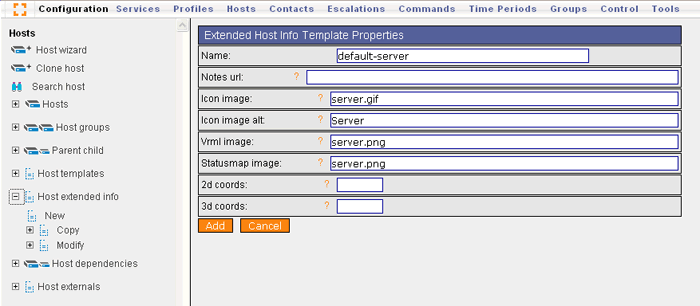 Configuration Services Profiles Hosts Contacts Escalations Commands Time Periods Groups Control Tools
Hosts
Host wizard
Clone host
Search host
Hosts
Host groups
Parent child
Host templates
Host extended info
New
Copy
Modify
Host dependencies
Host externals
Extended Host Info Template Properties
Name: default-server
Notes url: ?
Icon image: ? server.gif
Icon image alt: ? Server
Vrml image: ? server.png
Statusmap image: ? server.png
2d coords: ?
3d coords: ?
Add Cancel